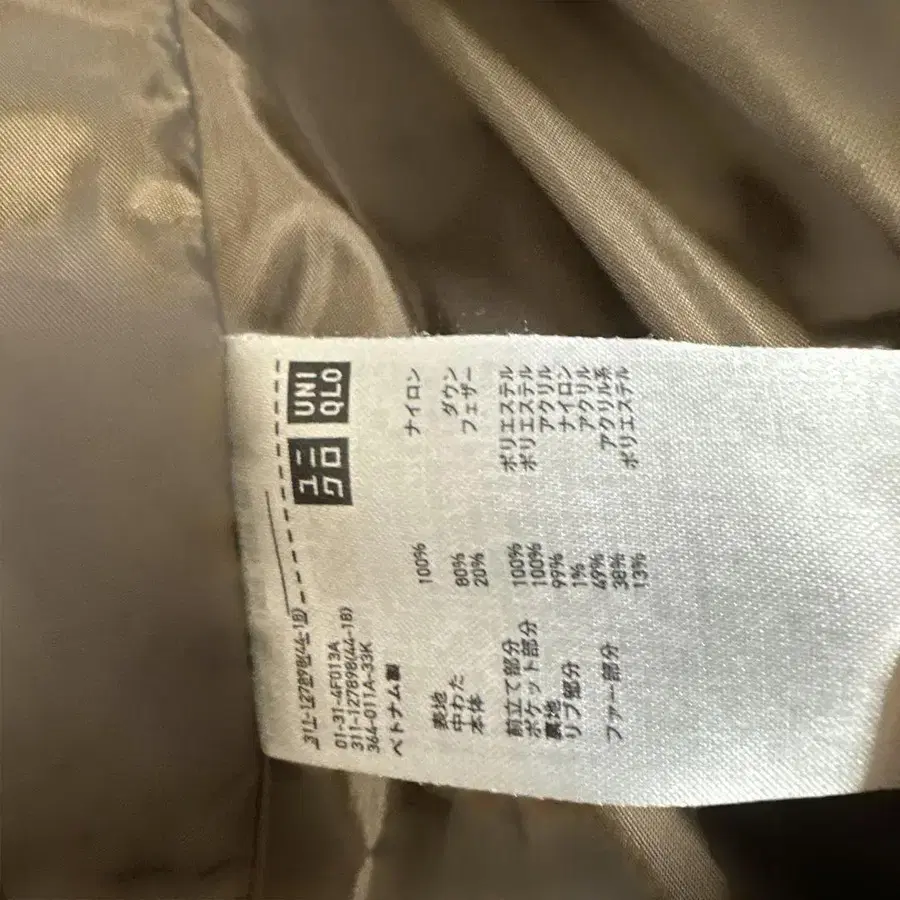 311-127898(44-18)
ユニクロ UNIQLO
01-31-4F013A
311-127898(44-18)
364-011A-33K
ベトナム製
表地 100% ナイロン
中わた
本体 80% ダウン
20% フェザー
前立て部分
ポケット部分 100% ポリエステル
裏地 100% ポリエステル
リブ部分 99% アクリル
1% ナイロン
ファー部分 49% アクリル
38% アクリル系
13% ポリエステル